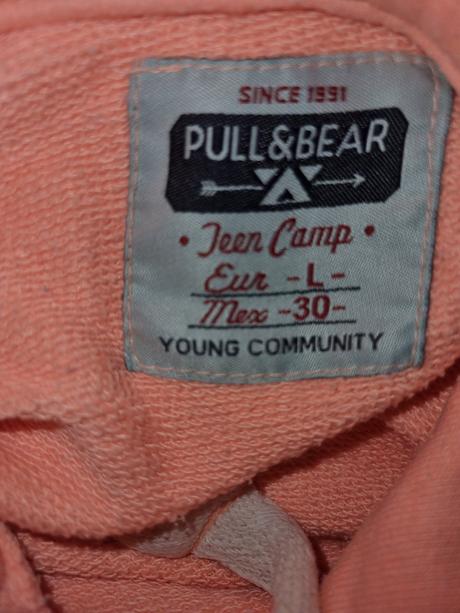 SINCE 1991
PULL&BEAR
• Teen Camp •
Eur -L-
Mex -30-
YOUNG COMMUNITY